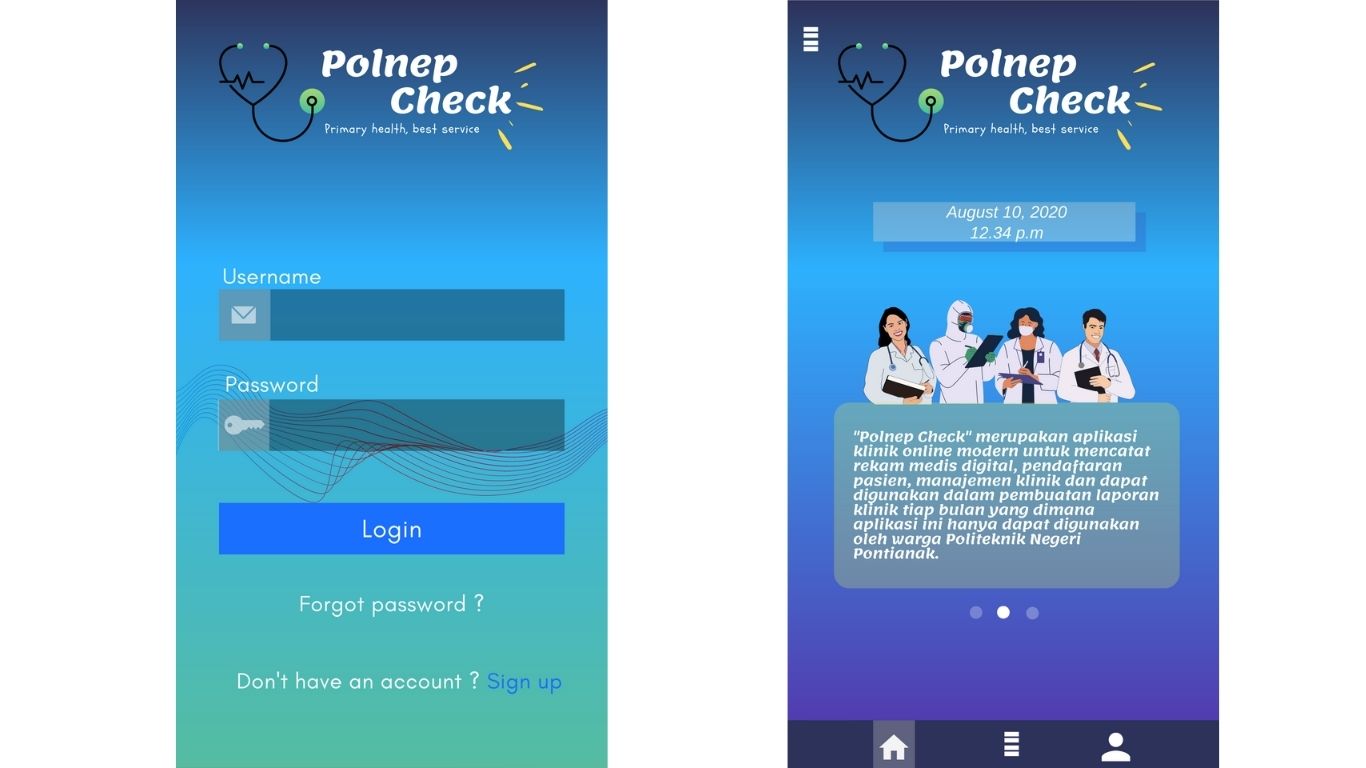 Polnep
Check
Primary health, best service
Username
Password
Login
Forgot password ?
Don't have an account ? Sign up
Polnep
Check
Primary health, best service
August 10, 2020
12.34 p.m
"Polnep Check" merupakan aplikasi
klinik online modern untuk mencatat
rekam medis digital, pendaftaran
pasien, manajemen klinik dan dapat
digunakan dalam pembuatan laporan
klinik tiap bulan yang dimana
aplikasi ini hanya dapat digunakan
oleh warga Politeknik Negeri
Pontianak.